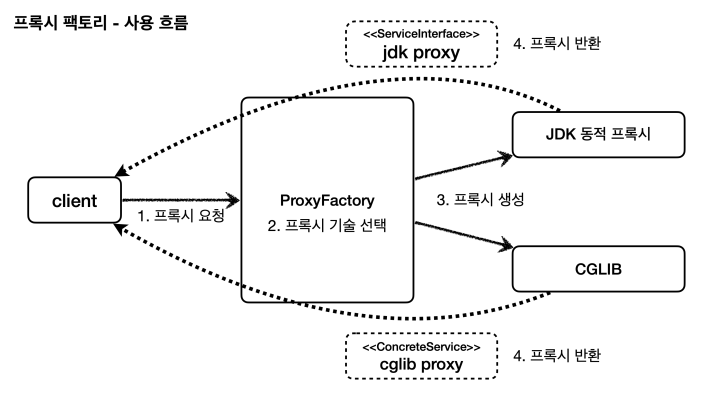 프록시 팩토리 - 사용 흐름
<<ServiceInterface>>
jdk proxy
4. 프록시 반환
JDK 동적 프록시
client
1. 프록시 요청
ProxyFactory
2. 프록시 기술 선택
3. 프록시 생성
CGLIB
<<ConcreteService>>
cglib proxy
4. 프록시 반환